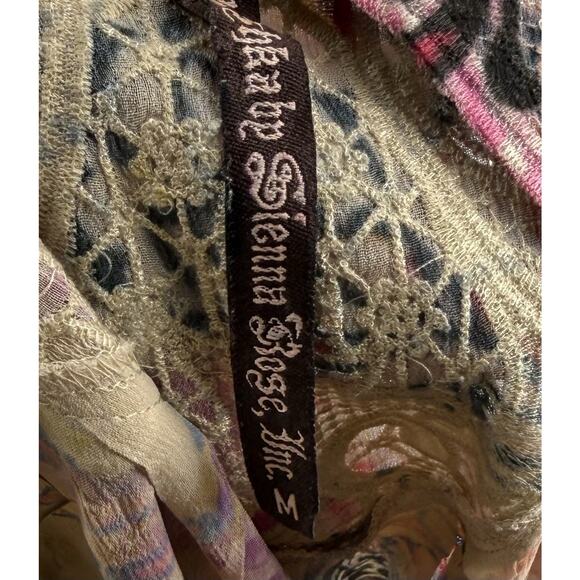 by Sienna Rose, Inc. M